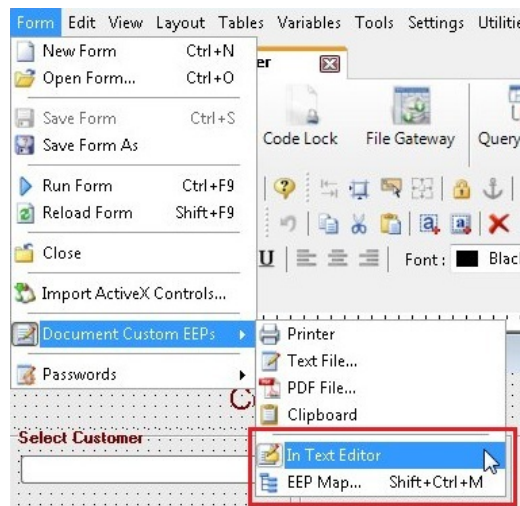 Form Edit View Layout Tables Variables Tools Settings
New Form Ctrl+N
Open Form... Ctrl+O
Save Form Ctrl+S
Save Form As
Run Form Ctrl+F9
Reload Form Shift+F9
Close
Import ActiveX Controls...
Document Custom EEPs
Passwords
Code Lock File Gateway Query
U Font: Blac
Printer
Text File...
PDF File...
Clipboard
In Text Editor
EEP Map... Shift+Ctrl+M
Select Customer